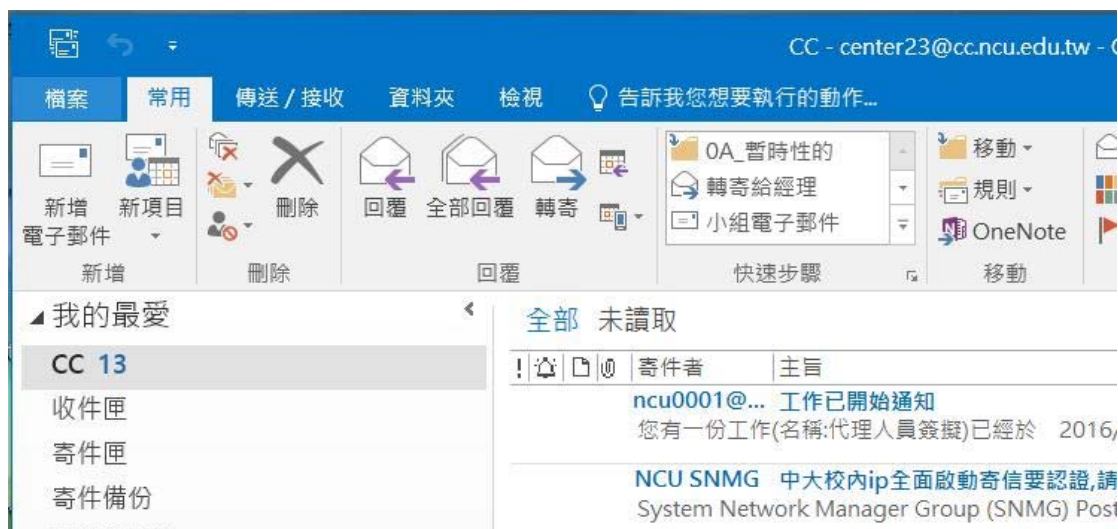 CC - center23@cc.ncu.edu.tw -
檔案 常用 傳送 / 接收 資料夾 檢視 告訴我您想要執行的動作...
新增 電子郵件
新項目
刪除
回覆
全部回覆
轉寄
0A_暫時性的
轉寄給經理
小組電子郵件
移動
規則
OneNote
新增 刪除 回覆 快速步驟 移動
我的最愛
CC 13
收件匣
寄件匣
寄件備份
全部 未讀取
寄件者 主旨
ncu0001@... 工作已開始通知
您有一份工作(名稱:代理人員簽擬)已經於 2016/
NCU SNMG 中大校內ip全面啟動寄信要認證,請
System Network Manager Group (SNMG) Post